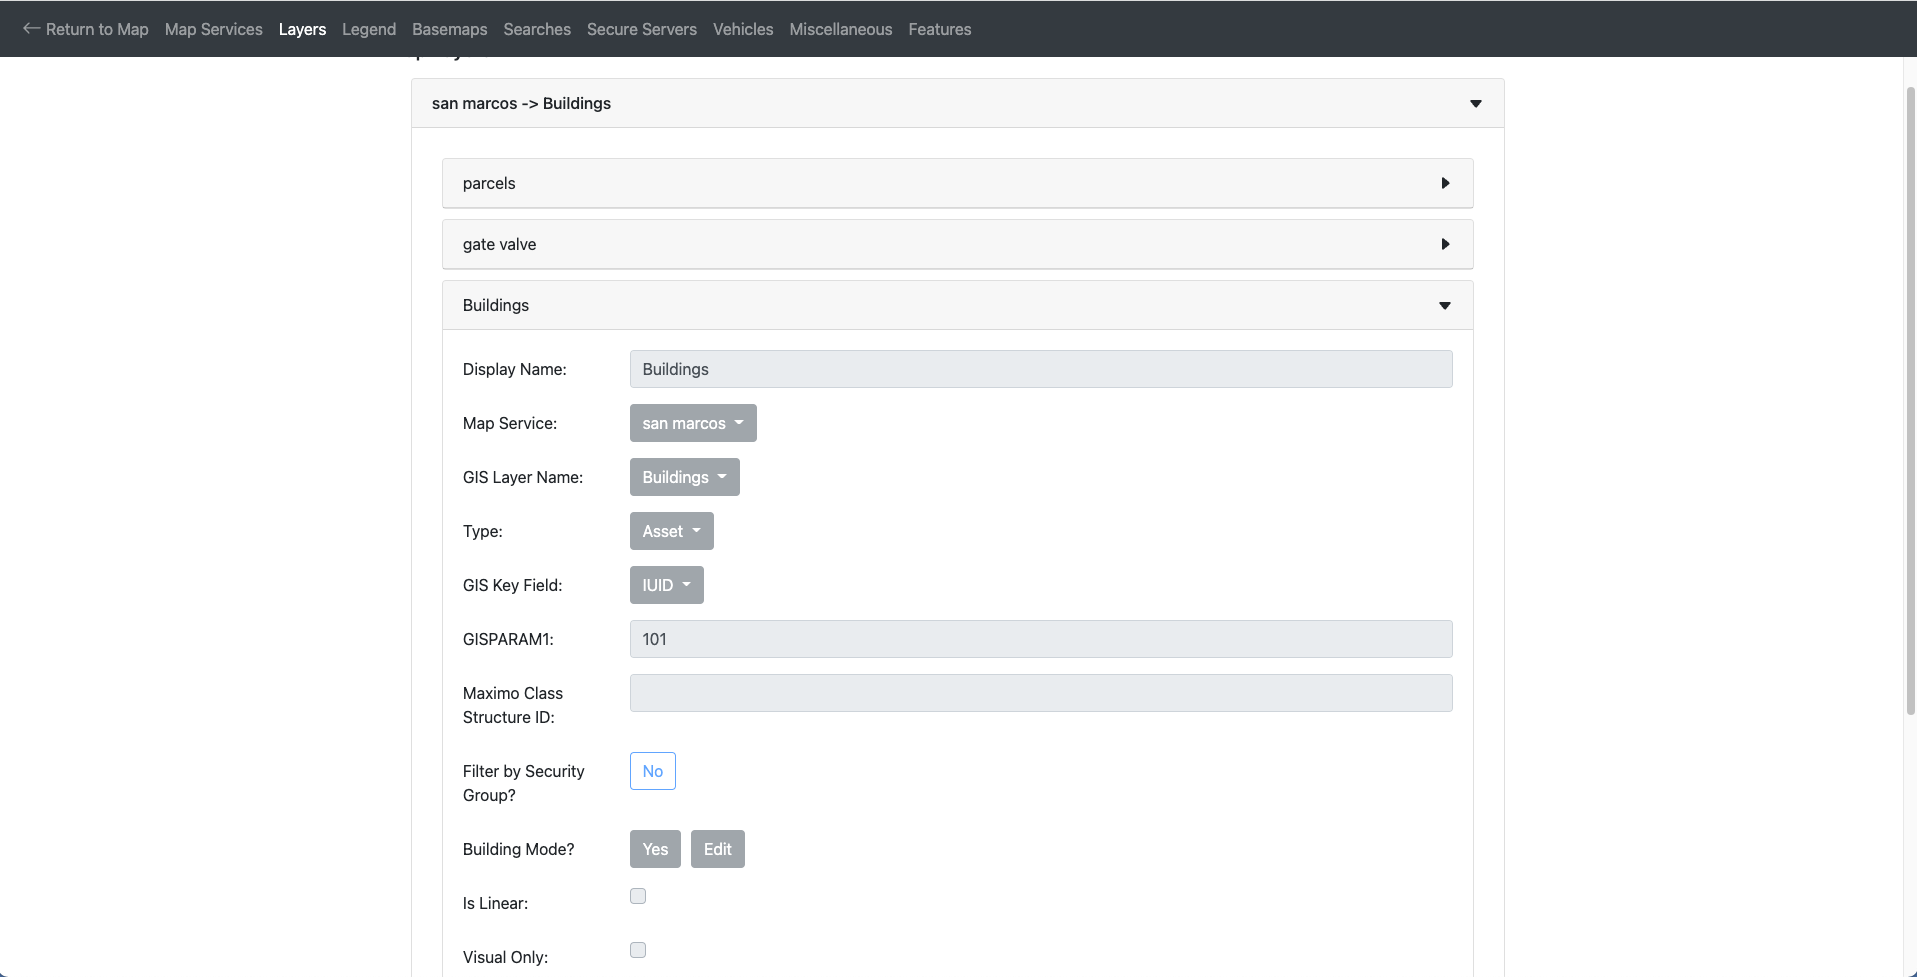 Return to Map Map Services Layers Legend Basemaps Searches Secure Servers Vehicles Miscellaneous Features
san marcos -> Buildings
parcels
gate valve
Buildings
Display Name: Buildings
Map Service: san marcos
GIS Layer Name: Buildings
Type: Asset
GIS Key Field: IUID
GISPARAM1: 101
Maximo Class
Structure ID:
Filter by Security No
Group?
Building Mode? Yes Edit
Is Linear:
Visual Only: